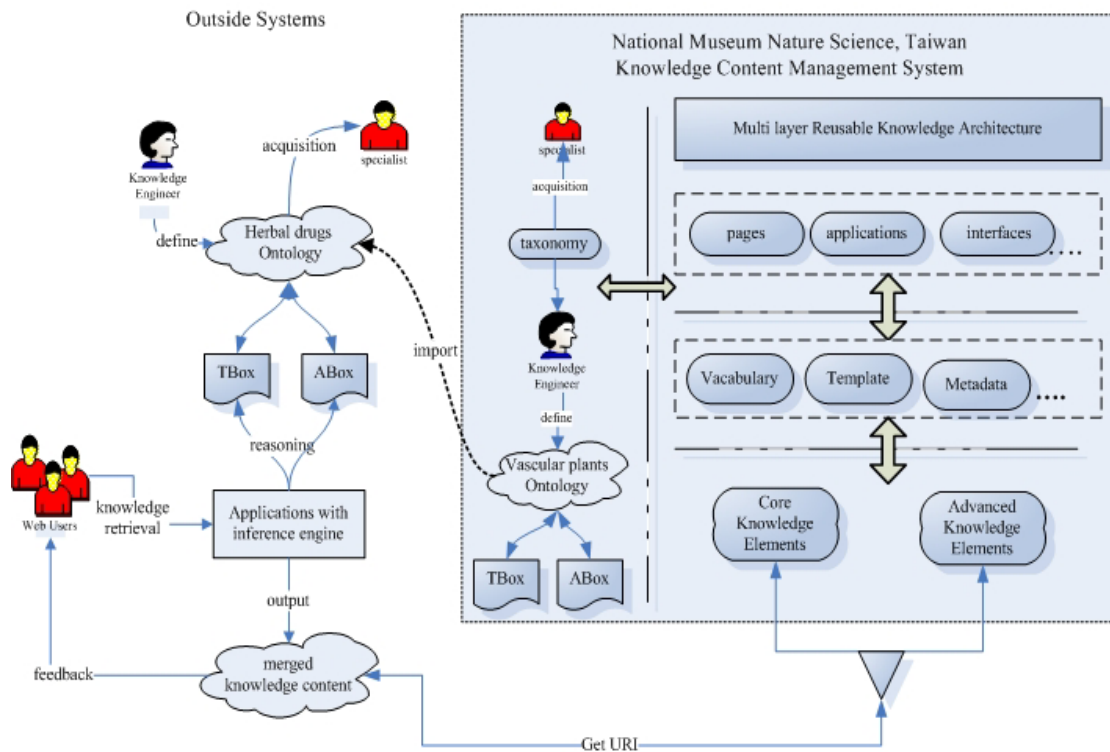 Outside Systems
National Museum Nature Science, Taiwan
Knowledge Content Management System
Knowledge
Engineer
acquisition
specialist
define
Herbal drugs
Ontology
TBox
ABox
reasoning
import
Web Users
knowledge
retrieval
Applications with
inference engine
output
feedback
merged
knowledge content
Get URI
specialist
acquisition
taxonomy
Knowledge
Engineer
define
Vascular plants
Ontology
TBox
ABox
Multi layer Reusable Knowledge Architecture
pages
applications
interfaces
....
Vacabulary
Template
Metadata
....
Core
Knowledge
Elements
Advanced
Knowledge
Elements